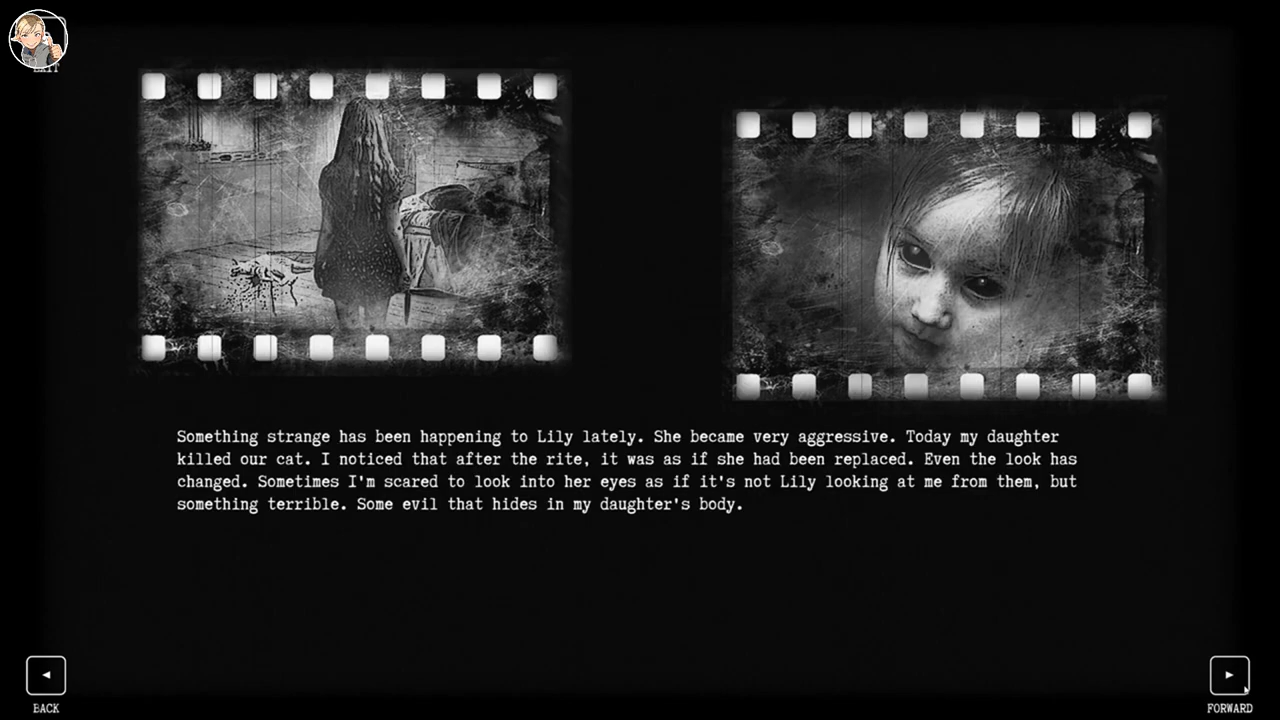 EXIT
Something strange has been happening to Lily lately. She became very aggressive. Today my daughter
killed our cat. I noticed that after the rite, it was as if she had been replaced. Even the look has
changed. Sometimes I'm scared to look into her eyes as if it's not Lily looking at me from them, but
something terrible. Some evil that hides in my daughter's body.
BACK
FORWARD